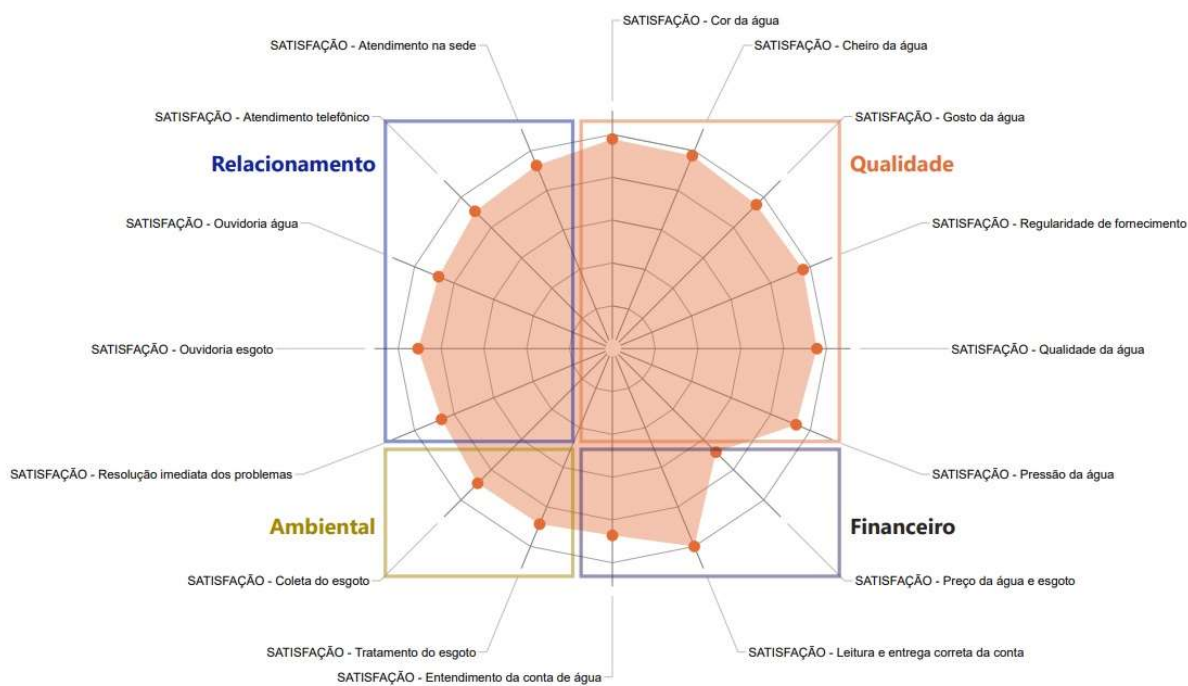 SATISFAÇÃO - Cor da água
SATISFAÇÃO - Atendimento na sede
SATISFAÇÃO - Cheiro da água
SATISFAÇÃO - Atendimento telefônico
SATISFAÇÃO - Gosto da água
Relacionamento
Qualidade
SATISFAÇÃO - Ouvidoria água
SATISFAÇÃO - Regularidade de fornecimento
SATISFAÇÃO - Ouvidoria esgoto
SATISFAÇÃO - Qualidade da água
SATISFAÇÃO - Resolução imediata dos problemas
SATISFAÇÃO - Pressão da água
Ambiental
Financeiro
SATISFAÇÃO - Coleta do esgoto
SATISFAÇÃO - Preço da água e esgoto
SATISFAÇÃO - Tratamento do esgoto
SATISFAÇÃO - Leitura e entrega correta da conta
SATISFAÇÃO - Entendimento da conta de água